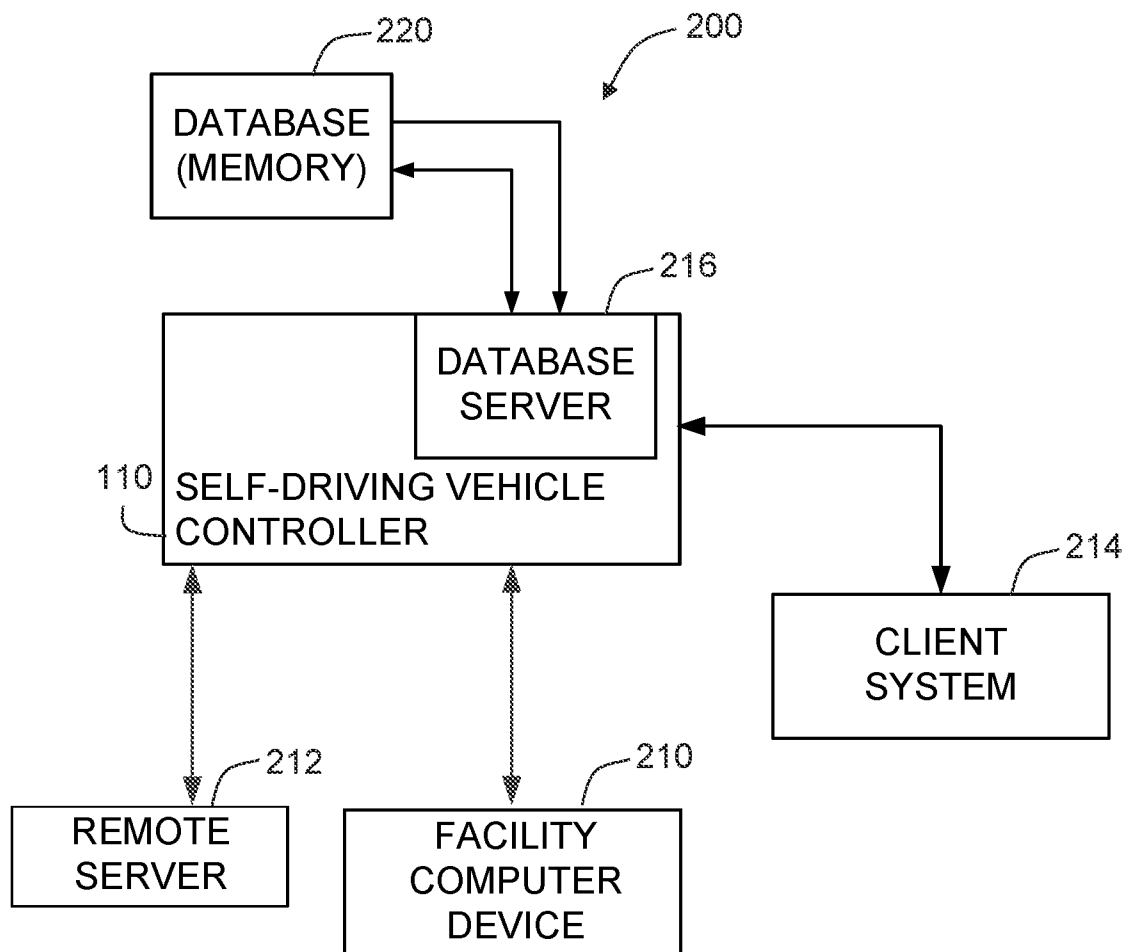 220
200
DATABASE
(MEMORY)
216
DATABASE
SERVER
110
SELF-DRIVING VEHICLE
CONTROLLER
214
CLIENT
SYSTEM
212
210
REMOTE
SERVER
FACILITY
COMPUTER
DEVICE